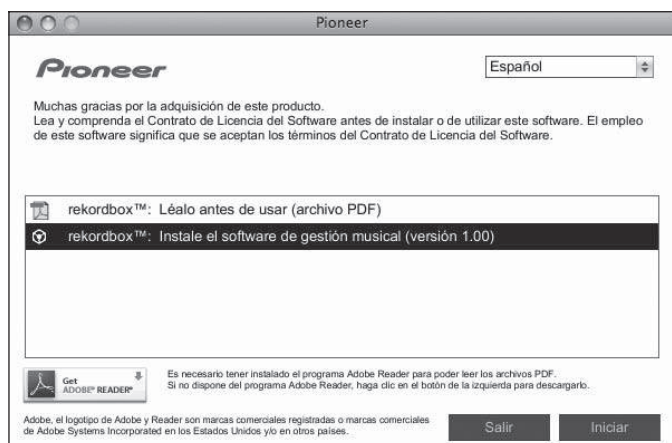 Pioneer
Pioneer
Español
Muchas gracias por la adquisición de este producto.
Lea y comprenda el Contrato de Licencia del Software antes de instalar o de utilizar este software. El empleo
de este software significa que se aceptan los términos del Contrato de Licencia del Software.
rekordbox™: Léalo antes de usar (archivo PDF)
rekordbox™: Instale el software de gestión musical (versión 1.00)
Get
ADOBE® READER®
Es necesario tener instalado el programa Adobe Reader para poder leer los archivos PDF.
Si no dispone del programa Adobe Reader, haga clic en el botón de la izquierda para descargarlo.
Adobe, el logotipo de Adobe y Reader son marcas comerciales registradas o marcas comerciales
de Adobe Systems Incorporated en los Estados Unidos y/o en otros países.
Salir
Iniciar